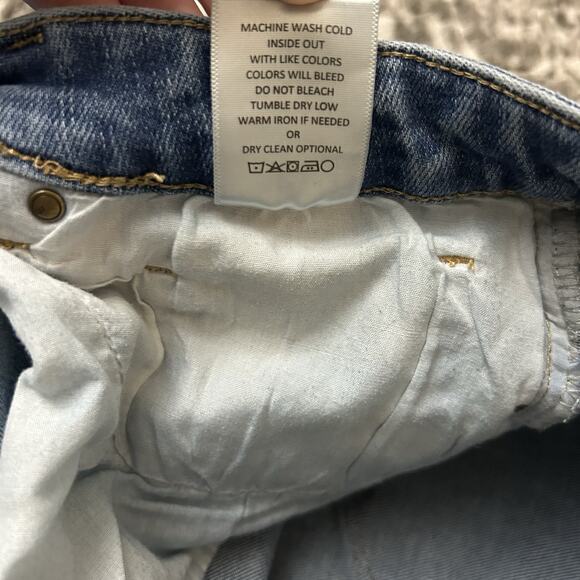 MACHINE WASH COLD
INSIDE OUT
WITH LIKE COLORS
COLORS WILL BLEED
DO NOT BLEACH
TUMBLE DRY LOW
WARM IRON IF NEEDED
OR
DRY CLEAN OPTIONAL